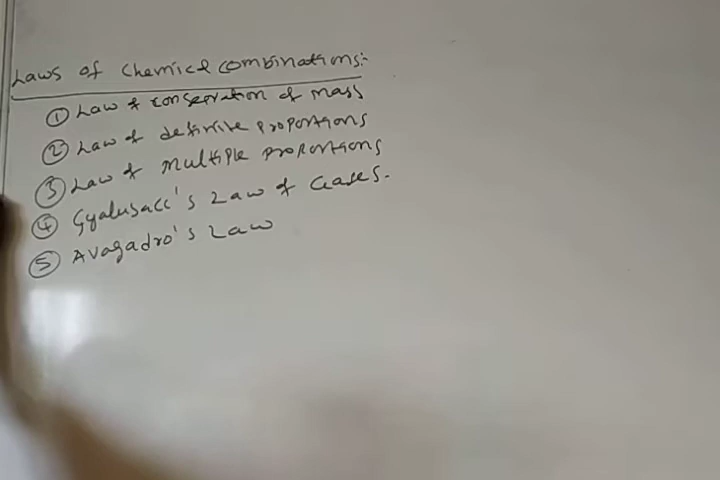 Laws of chemical combinations:-
① Law of conservation of mass
② Law of definite proportions
③ Law of multiple proportions
④ Gyalusacc's Law of Gases.
⑤ Avagadro's Law